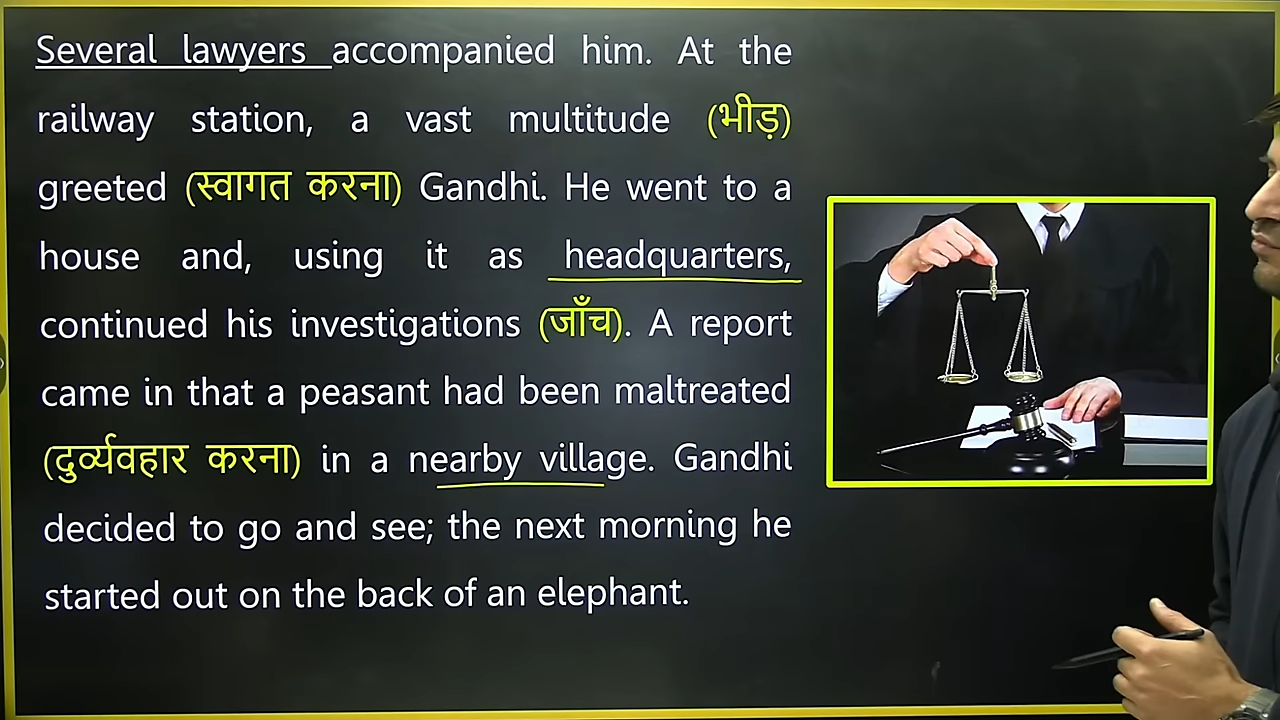 Several lawyers accompanied him. At the
railway station, a vast multitude (भीड़)
greeted (स्वागत करना) Gandhi. He went to a
house and, using it as headquarters,
continued his investigations (जाँच). A report
came in that a peasant had been maltreated
(दुर्व्यवहार करना) in a nearby village. Gandhi
decided to go and see; the next morning he
started out on the back of an elephant.